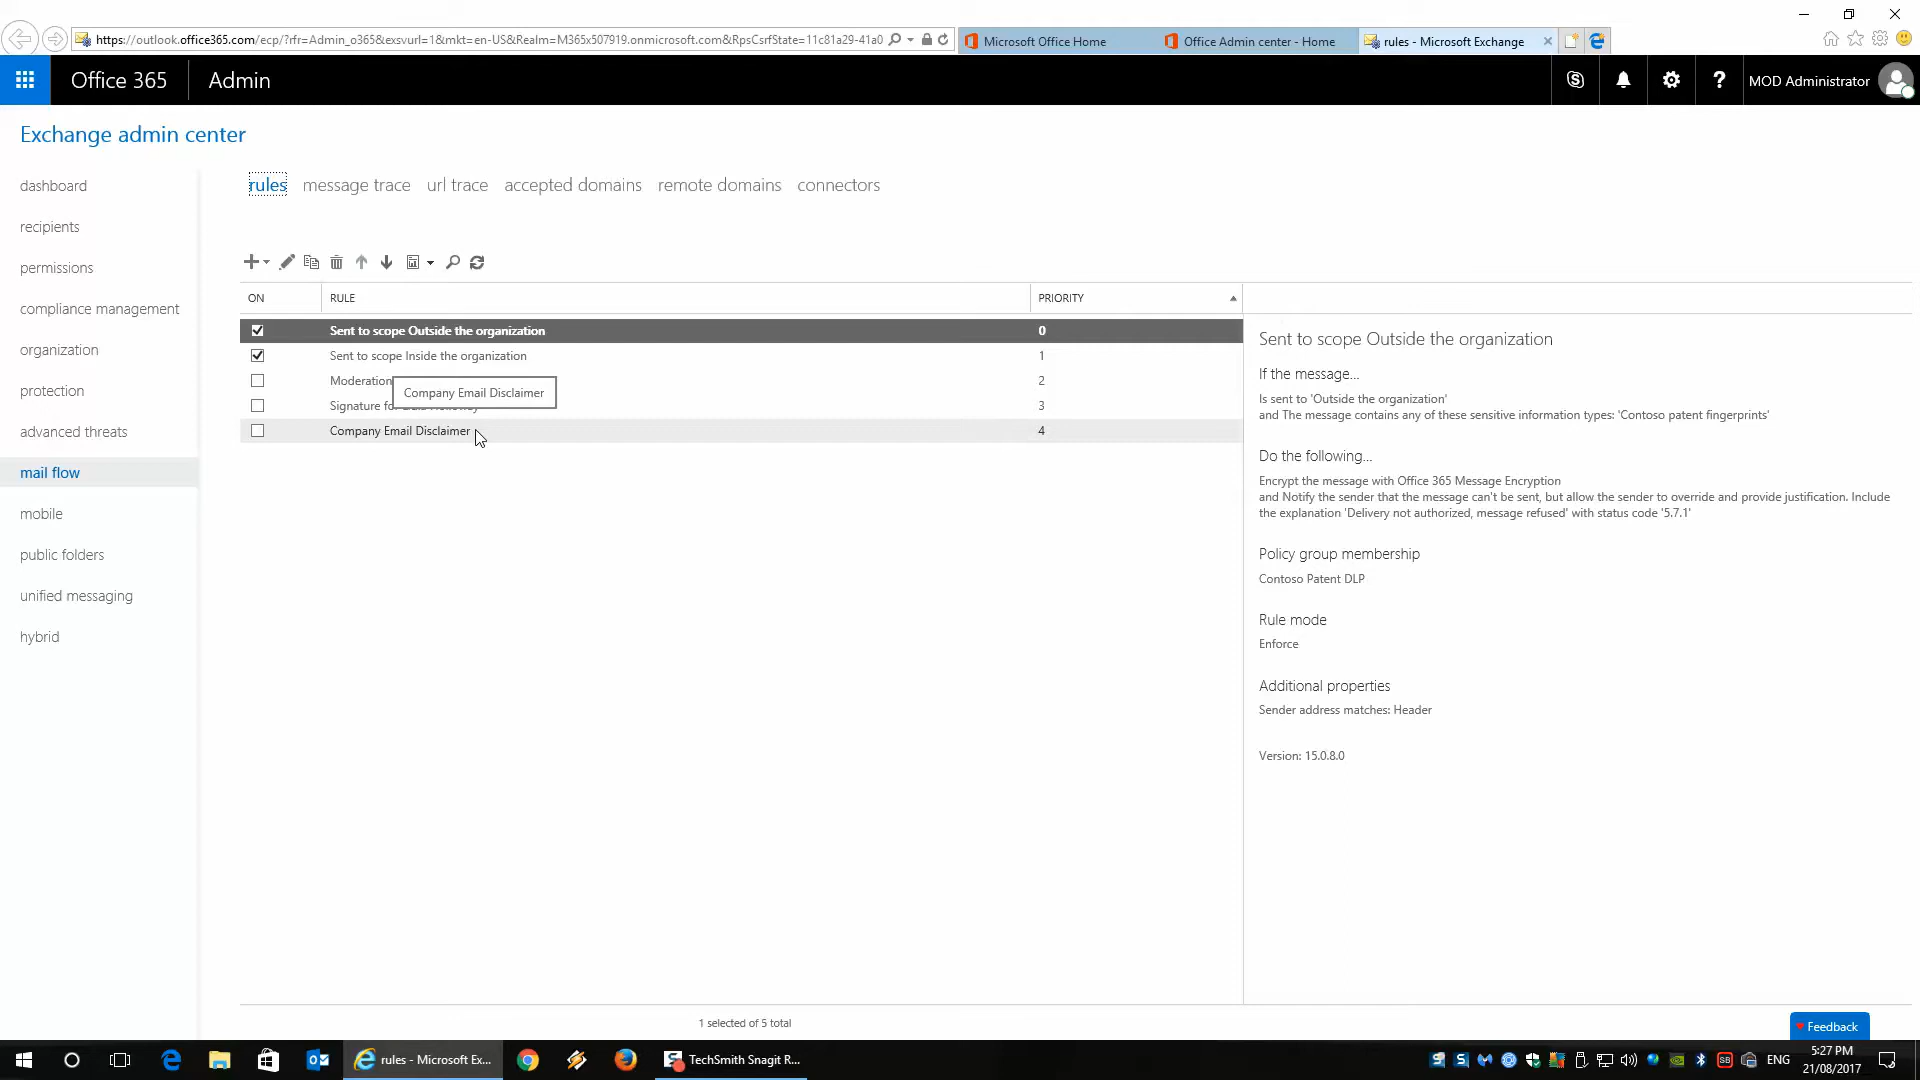 https://outlook.office365.com/ecp/?rfr=Admin_o365&exsvurl=1&mkt=en-US&Realm=M365x507919.onmicrosoft.com&RpsCsrfState=11c81a29-41a0
Microsoft Office Home
Office Admin center - Home
rules - Microsoft Exchange
Office 365
Admin
?
MOD Administrator
Exchange admin center
dashboard
recipients
permissions
compliance management
organization
protection
advanced threats
mail flow
mobile
public folders
unified messaging
hybrid
rules message trace url trace accepted domains remote domains connectors
ON RULE PRIORITY
Sent to scope Outside the organization 0
Sent to scope Inside the organization 1
Moderation 2
Company Email Disclaimer
Signature 3
Company Email Disclaimer 4
Sent to scope Outside the organization
If the message...
Is sent to 'Outside the organization'
and The message contains any of these sensitive information types: 'Contoso patent fingerprints'
Do the following...
Encrypt the message with Office 365 Message Encryption
and Notify the sender that the message can't be sent, but allow the sender to override and provide justification. Include
the explanation 'Delivery not authorized, message refused' with status code '5.7.1'
Policy group membership
Contoso Patent DLP
Rule mode
Enforce
Additional properties
Sender address matches: Header
Version: 15.0.8.0
1 selected of 5 total
Feedback
rules - Microsoft Ex...
TechSmith Snagit R...
ENG
5:27 PM
21/08/2017